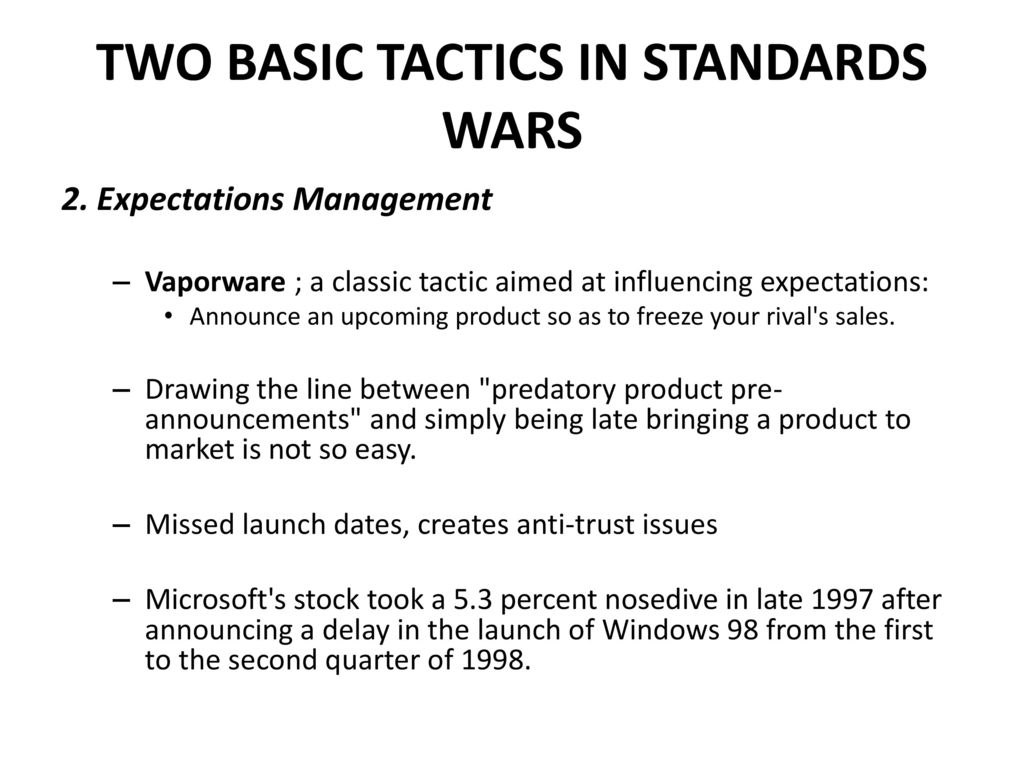 TWO BASIC TACTICS IN STANDARDS
WARS
2. Expectations Management
– Vaporware ; a classic tactic aimed at influencing expectations:
• Announce an upcoming product so as to freeze your rival's sales.
– Drawing the line between "predatory product pre-
announcements" and simply being late bringing a product to
market is not so easy.
– Missed launch dates, creates anti-trust issues
– Microsoft's stock took a 5.3 percent nosedive in late 1997 after
announcing a delay in the launch of Windows 98 from the first
to the second quarter of 1998.